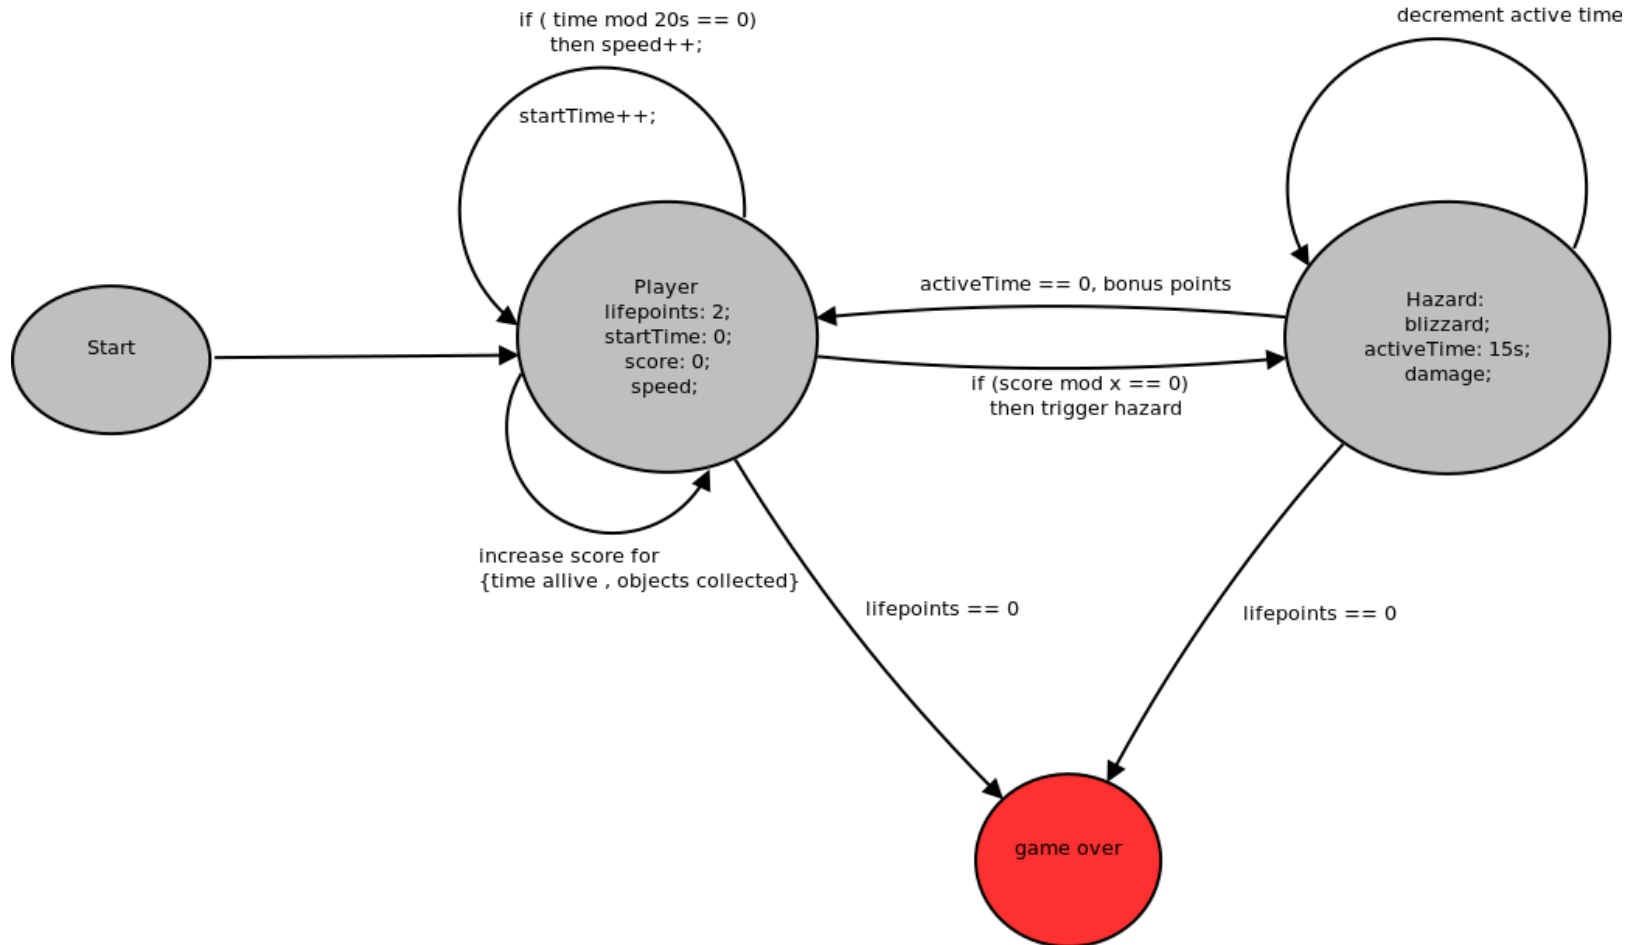 if ( time mod 20s == 0)
then speed++;
startTime++;
decrement active time
Start
Player
lifepoints: 2;
startTime: 0;
score: 0;
speed;
activeTime == 0, bonus points
if (score mod x == 0)
then trigger hazard
Hazard:
blizzard;
activeTime: 15s;
damage;
increase score for
{time allive , objects collected}
lifepoints == 0
lifepoints == 0
game over